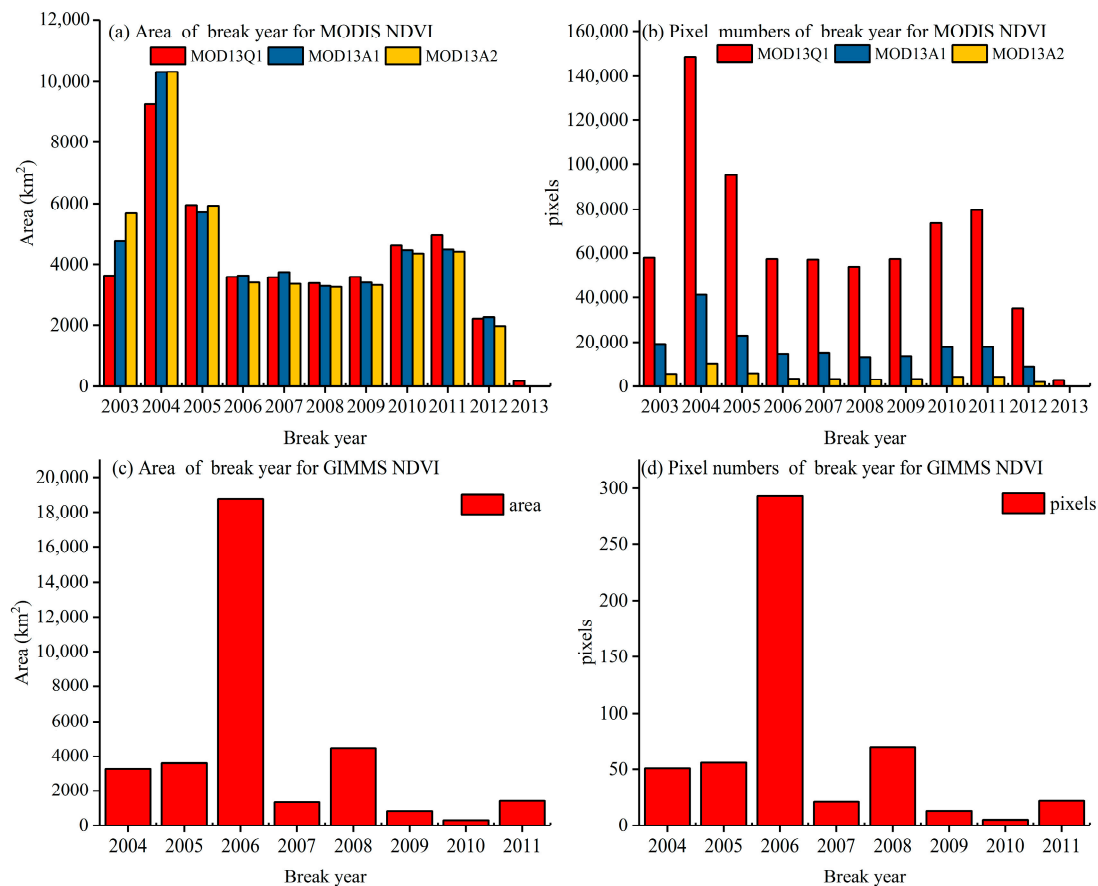 (a) Area of break year for MODIS NDVI
MOD13Q1 MOD13A1 MOD13A2
12,000
10,000
8000
6000
4000
2000
0
Area (km²)
2003 2004 2005 2006 2007 2008 2009 2010 2011 2012 2013
Break year
(b) Pixel mumbers of break year for MODIS NDVI
MOD13Q1 MOD13A1 MOD13A2
160,000
140,000
120,000
100,000
80,000
60,000
40,000
20,000
0
pixels
2003 2004 2005 2006 2007 2008 2009 2010 2011 2012 2013
Break year
(c) Area of break year for GIMMS NDVI
area
20,000
18,000
16,000
14,000
12,000
10,000
8000
6000
4000
2000
0
Area (km²)
2004 2005 2006 2007 2008 2009 2010 2011
Break year
(d) Pixel numbers of break year for GIMMS NDVI
pixels
300
250
200
150
100
50
0
pixels
2004 2005 2006 2007 2008 2009 2010 2011
Break year